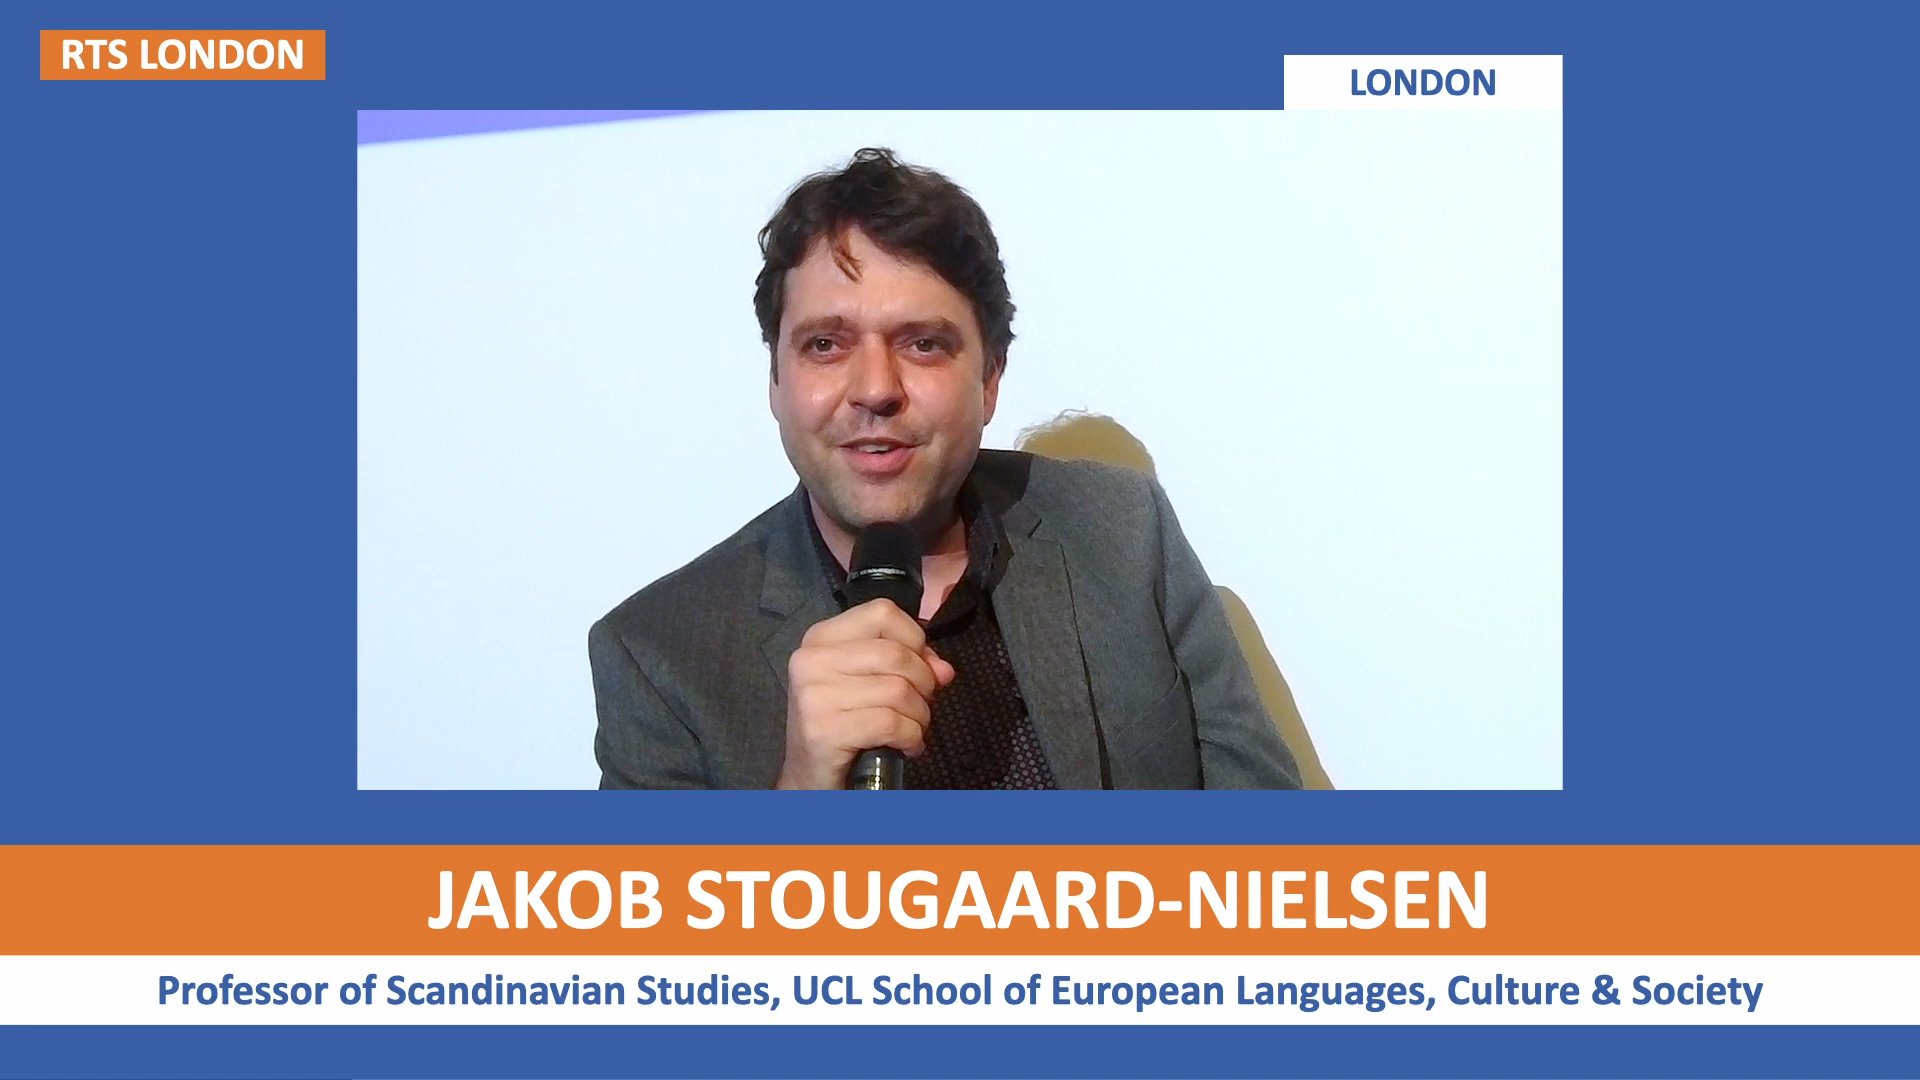 RTS LONDON
LONDON
JAKOB STOUGAARD-NIELSEN
Professor of Scandinavian Studies, UCL School of European Languages, Culture & Society